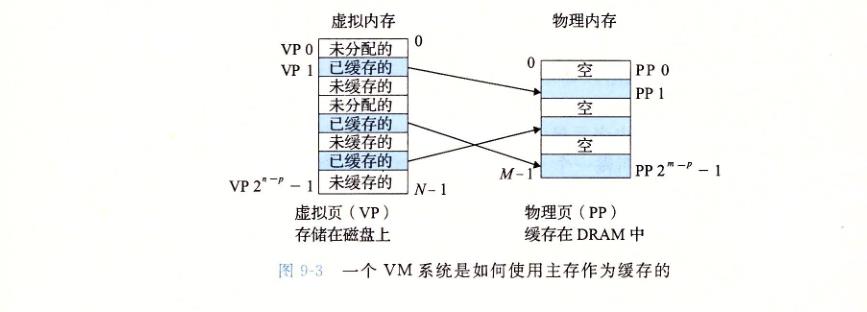 虚拟内存
物理内存
VP 0 未分配的 0
VP 1 已缓存的
未缓存的
未分配的
已缓存的
未缓存的
已缓存的
VP 2ⁿ⁻ᵖ − 1 未缓存的 N−1
0 空 PP 0
PP 1
空
空
M−1 PP 2ᵐ⁻ᵖ − 1
虚拟页（VP）
存储在磁盘上
物理页（PP）
缓存在 DRAM 中
图 9-3 一个 VM 系统是如何使用主存作为缓存的